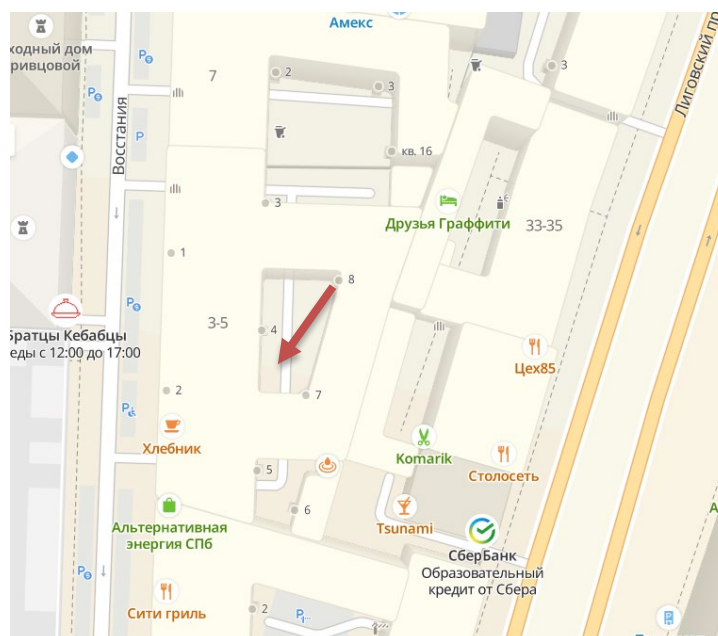 Амекс
ходный дом
ривцовой
7
2
3
3
Лиговский пр
Восстания
кв. 16
3
Друзья Граффити
33-35
1
8
4
3-5
Братцы Кебабцы
еды с 12:00 до 17:00
Цех85
2
7
Хлебник
Komarik
Столосеть
5
6
Альтернативная
энергия СПб
Tsunami
СберБанк
Образовательный
кредит от Сбера
Сити гриль
2